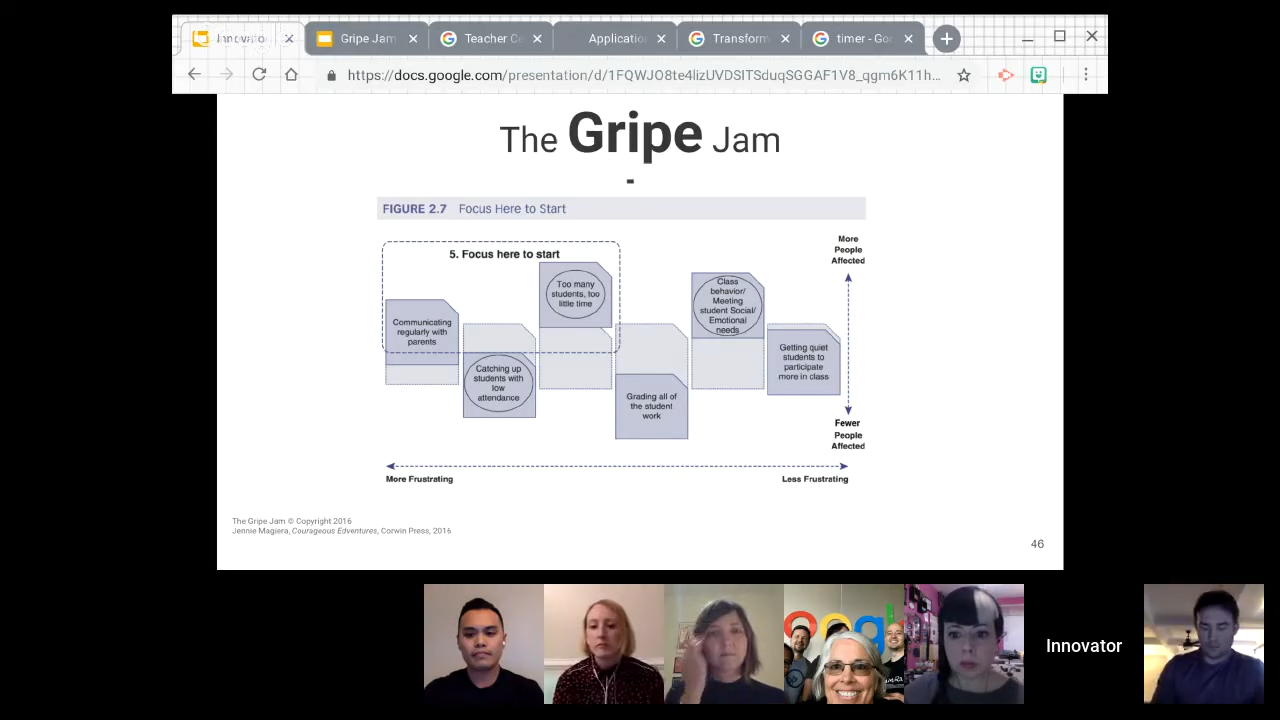 Innovato
Gripe Jam
Teacher Ce
Application
Transform
timer - Goo
https://docs.google.com/presentation/d/1FQWJO8te4lizUVDSITSduqSGGAF1V8_qgm6K11h...
The Gripe Jam
-
FIGURE 2.7 Focus Here to Start
5. Focus here to start
More
People
Affected
Too many
students, too
little time
Class
behavior/
Meeting
student Social/
Emotional
needs
Communicating
regularly with
parents
Getting quiet
students to
participate
more in class
Catching up
students with
low
attendance
Grading all of
the student
work
Fewer
People
Affected
More Frustrating
Less Frustrating
The Gripe Jam © Copyright 2016
Jennie Magiera, Courageous Edventures, Corwin Press, 2016
46
Innovator